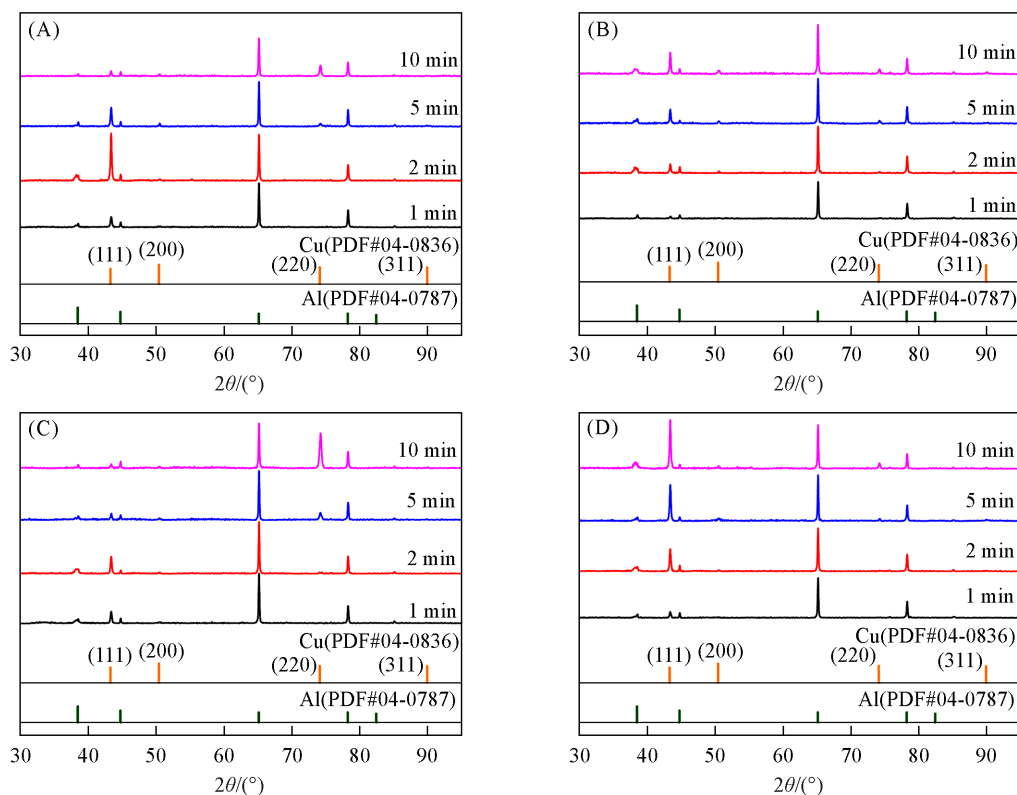 (A)
10 min
5 min
2 min
1 min
Cu(PDF#04-0836)
(111) (200) (220) (311)
Al(PDF#04-0787)
30 40 50 60 70 80 90
2θ/(°)
(B)
10 min
5 min
2 min
1 min
Cu(PDF#04-0836)
(111) (200) (220) (311)
Al(PDF#04-0787)
30 40 50 60 70 80 90
2θ/(°)
(C)
10 min
5 min
2 min
1 min
Cu(PDF#04-0836)
(111) (200) (220) (311)
Al(PDF#04-0787)
30 40 50 60 70 80 90
2θ/(°)
(D)
10 min
5 min
2 min
1 min
Cu(PDF#04-0836)
(111) (200) (220) (311)
Al(PDF#04-0787)
30 40 50 60 70 80 90
2θ/(°)